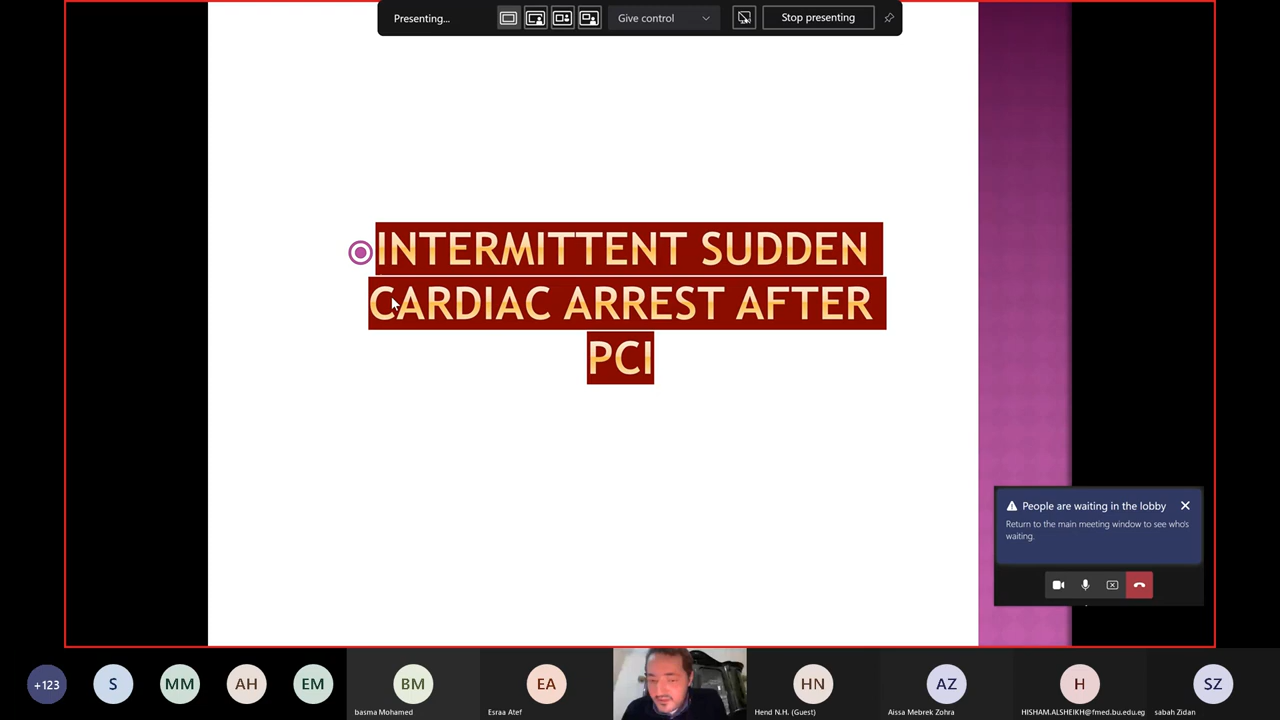 Presenting...
Give control
Stop presenting
INTERMITTENT SUDDEN
CARDIAC ARREST AFTER
PCI
People are waiting in the lobby
Return to the main meeting window to see who's
waiting.
+123
S
MM
AH
EM
BM
EA
HN
AZ
H
SZ
basma Mohamed
Esraa Atef
Hend N.H. (Guest)
Aissa Mebrek Zohra
HISHAM.ALSHEIKH@fmed.bu.edu.eg
sabah Zidan